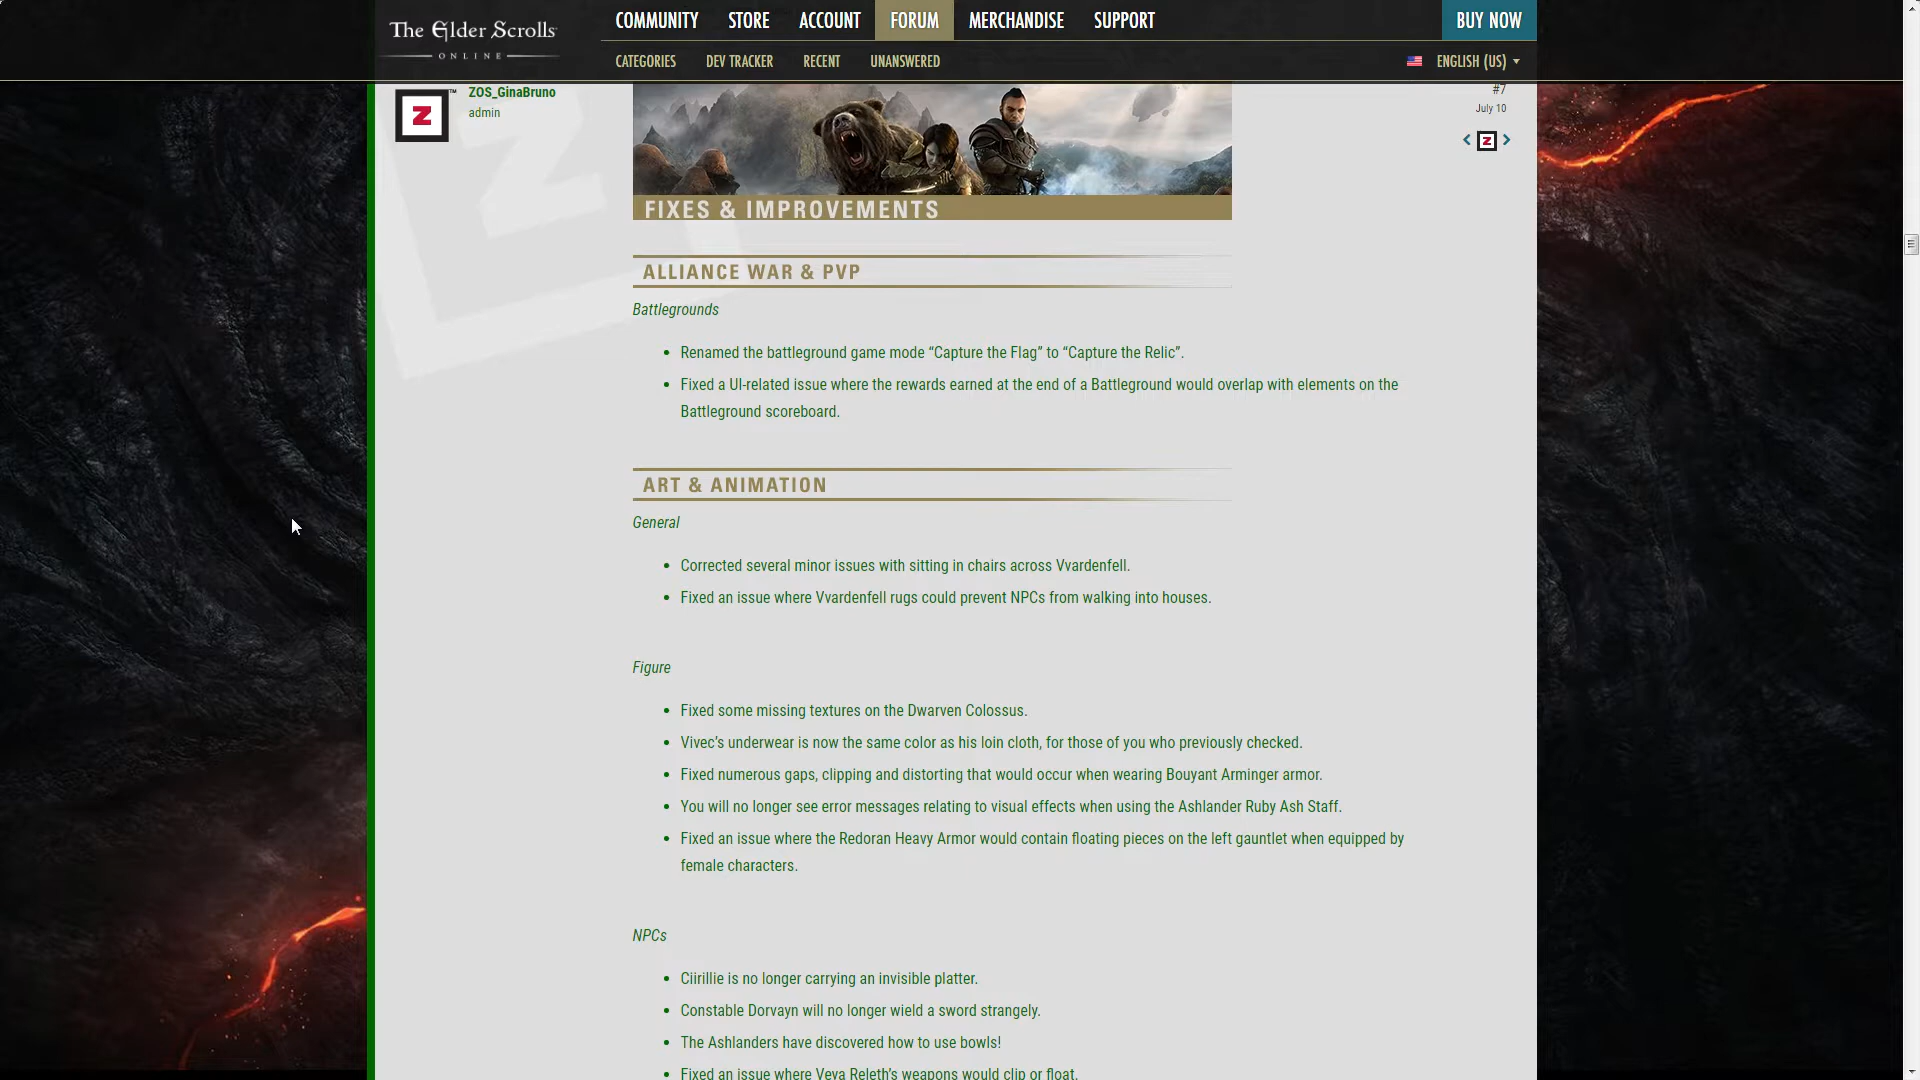 The Elder Scrolls
ONLINE
COMMUNITY STORE ACCOUNT FORUM MERCHANDISE SUPPORT BUY NOW
CATEGORIES DEV TRACKER RECENT UNANSWERED ENGLISH (US)
ZOS_GinaBruno
admin
#7
July 10
FIXES & IMPROVEMENTS
ALLIANCE WAR & PVP
Battlegrounds
• Renamed the battleground game mode “Capture the Flag” to “Capture the Relic”.
• Fixed a UI-related issue where the rewards earned at the end of a Battleground would overlap with elements on the
Battleground scoreboard.
ART & ANIMATION
General
• Corrected several minor issues with sitting in chairs across Vvardenfell.
• Fixed an issue where Vvardenfell rugs could prevent NPCs from walking into houses.
Figure
• Fixed some missing textures on the Dwarven Colossus.
• Vivec’s underwear is now the same color as his loin cloth, for those of you who previously checked.
• Fixed numerous gaps, clipping and distorting that would occur when wearing Bouyant Arminger armor.
• You will no longer see error messages relating to visual effects when using the Ashlander Ruby Ash Staff.
• Fixed an issue where the Redoran Heavy Armor would contain floating pieces on the left gauntlet when equipped by
female characters.
NPCs
• Ciirillie is no longer carrying an invisible platter.
• Constable Dorvayn will no longer wield a sword strangely.
• The Ashlanders have discovered how to use bowls!
• Fixed an issue where Veya Releth’s weapons would clip or float.